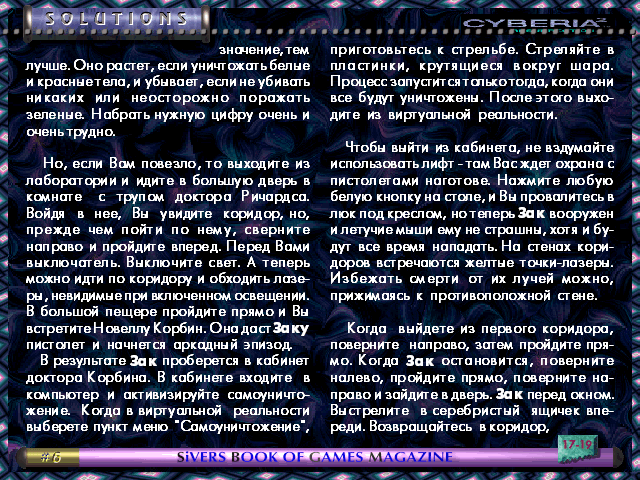 SOLUTIONS
CYBERIA 2
значение, тем
лучше. Оно растет, если уничтожать белые
и красные тела, и убывает, если не убивать
никаких или неосторожно поражать
зеленые. Набрать нужную цифру очень и
очень трудно.
Но, если Вам повезло, то выходите из
лаборатории и идите в большую дверь в
комнате с трупом доктора Ричардса.
Войдя в нее, Вы увидите коридор, но,
прежде чем пойти по нему, сверните
направо и пройдите вперед. Перед Вами
выключатель. Выключите свет. А теперь
можно идти по коридору и обходить лазе-
ры, невидимые при включенном освещении.
В большой пещере пройдите прямо и Вы
встретите Новеллу Корбин. Она даст Заку
пистолет и начнется аркадный эпизод.
В результате Зак проберется в кабинет
доктора Корбина. В кабинете входите в
компьютер и активизируйте самоуничто-
жение. Когда в виртуальной реальности
выберете пункт меню "Самоуничтожение",
приготовьтесь к стрельбе. Стреляйте в
пластинки, крутящиеся вокруг шара.
Процесс запустится только тогда, когда они
все будут уничтожены. После этого выхо-
дите из виртуальной реальности.
Чтобы выйти из кабинета, не вздумайте
использовать лифт - там Вас ждет охрана с
пистолетами наготове. Нажмите любую
белую кнопку на столе, и Вы провалитесь в
люк под креслом, но теперь Зак вооружен
и летучие мыши ему не страшны, хотя и бу-
дут все время нападать. На стенах кори-
доров встречаются желтые точки-лазеры.
Избежать смерти от их лучей можно,
прижимаясь к противоположной стене.
Когда выйдете из первого коридора,
поверните направо, затем пройдите пря-
мо. Когда Зак остановится, поверните
налево, пройдите прямо, поверните на-
право и зайдите в дверь. Зак перед окном.
Выстрелите в серебристый ящичек впе-
реди. Возвращайтесь в коридор,
17-19
#6
SiVERS BOOK OF GAMES MAGAZINE